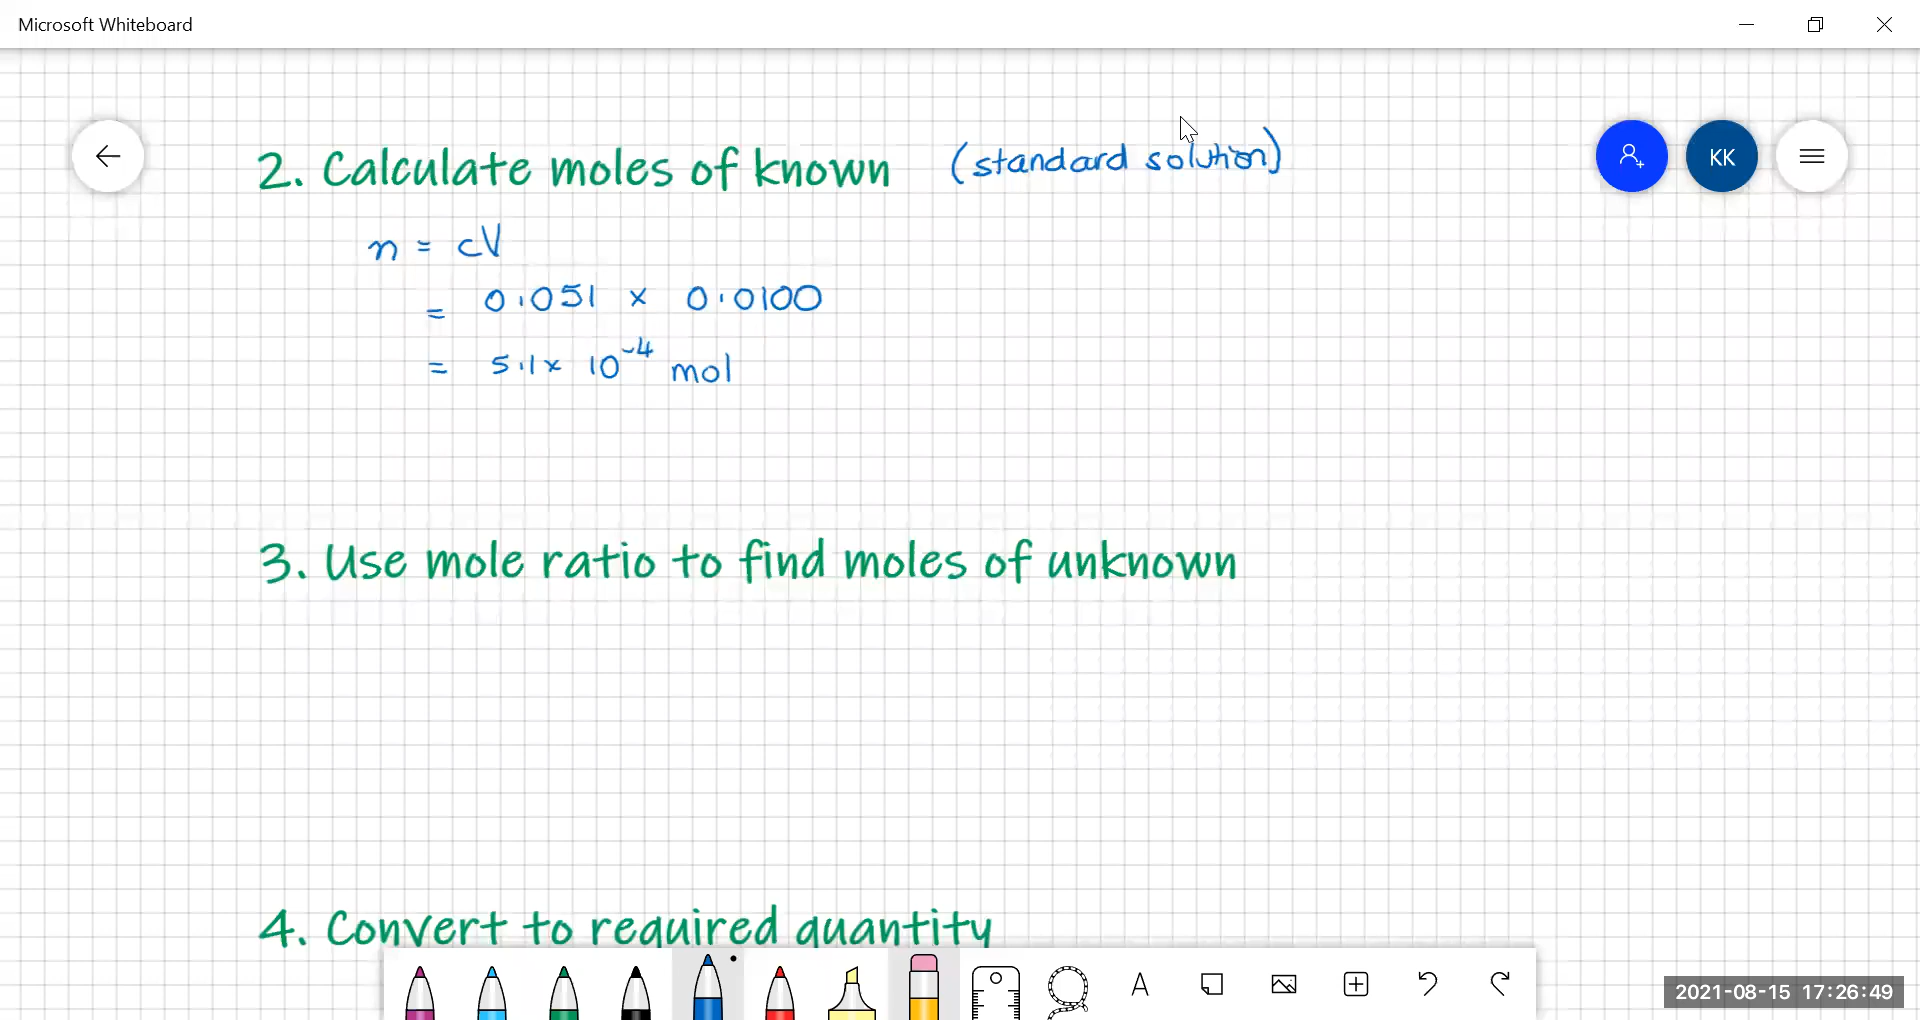 Microsoft Whiteboard
2. Calculate moles of known (standard solution)
KK
n = cV
= 0.051 × 0.0100
= 5.1 × 10⁻⁴ mol
3. Use mole ratio to find moles of unknown
4. Convert to required quantity
A
2021-08-15 17:26:49